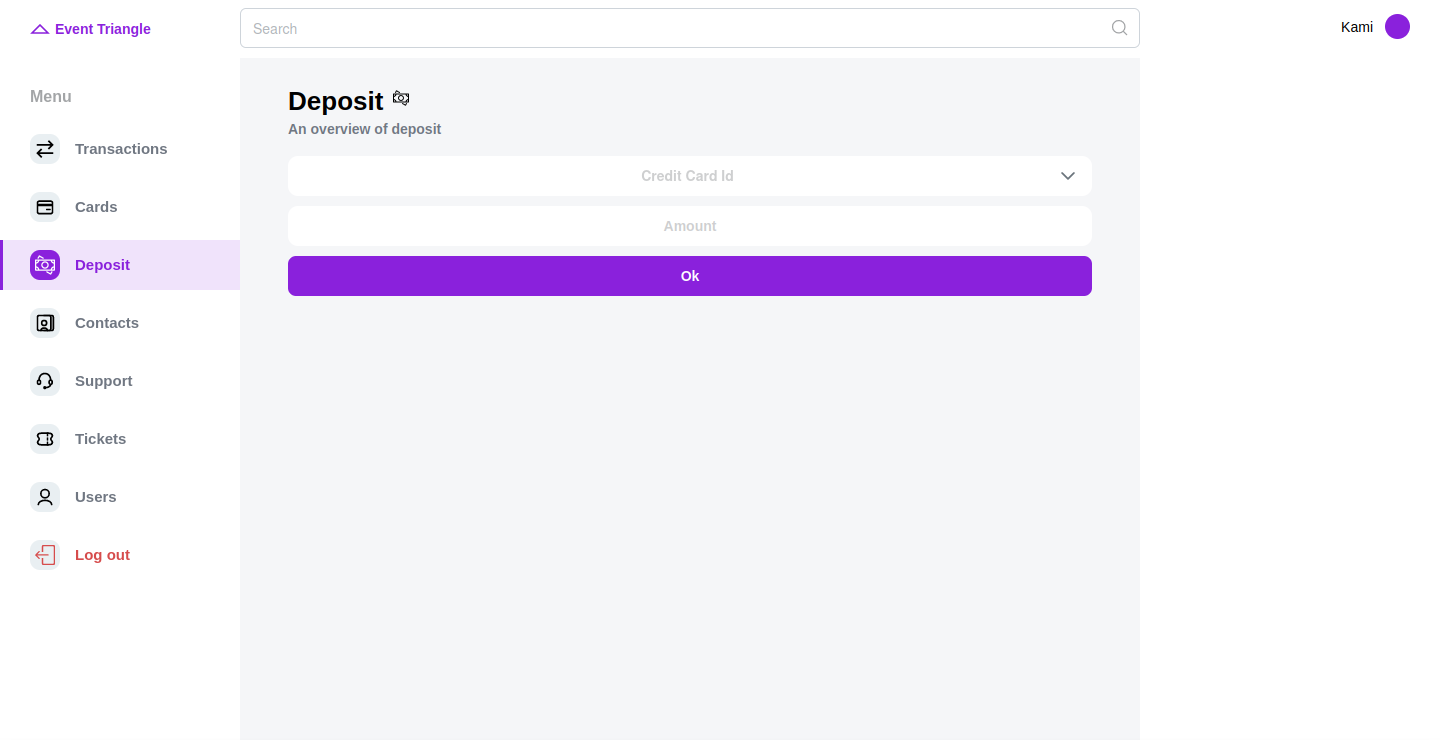 Event Triangle
Search
Kami
Menu
Transactions
Cards
Deposit
Contacts
Support
Tickets
Users
Log out
Deposit
An overview of deposit
Credit Card Id
Amount
Ok